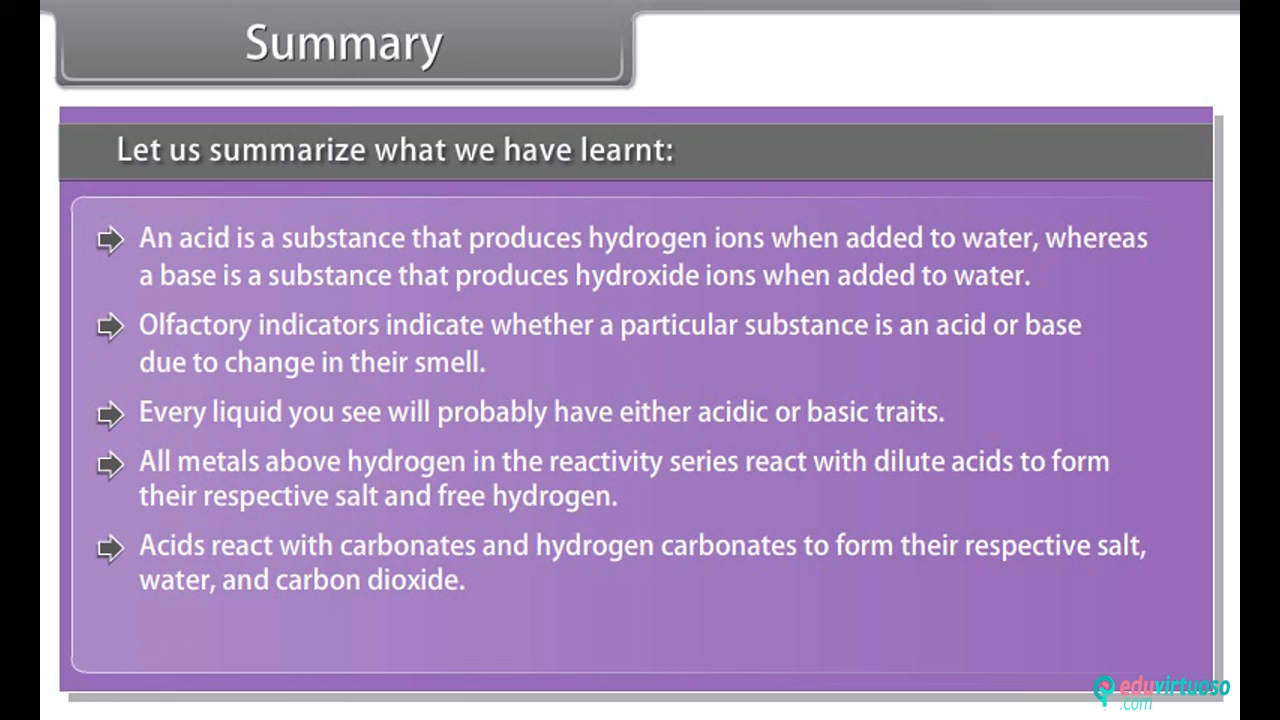 Summary
Let us summarize what we have learnt:
An acid is a substance that produces hydrogen ions when added to water, whereas
a base is a substance that produces hydroxide ions when added to water.
Olfactory indicators indicate whether a particular substance is an acid or base
due to change in their smell.
Every liquid you see will probably have either acidic or basic traits.
All metals above hydrogen in the reactivity series react with dilute acids to form
their respective salt and free hydrogen.
Acids react with carbonates and hydrogen carbonates to form their respective salt,
water, and carbon dioxide.
eduvirtuoso
.com